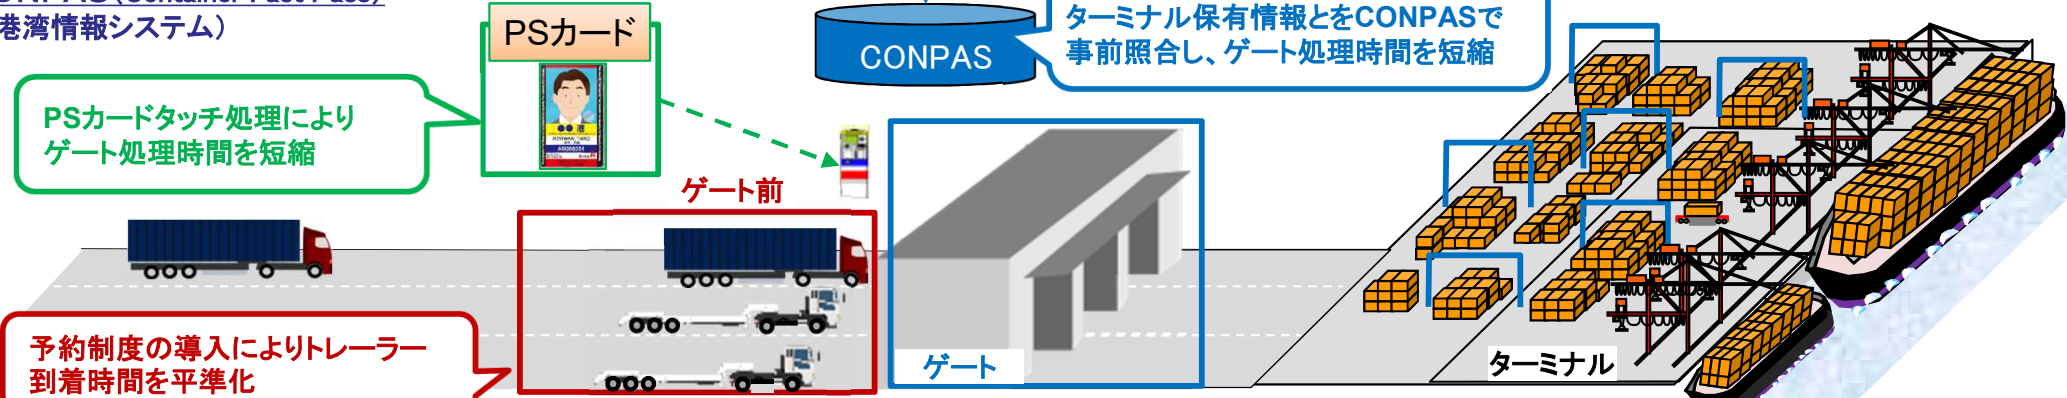 CONPAS(Container Fast Pass)
港湾情報システム）
PSカード
CONPAS
ターミナル保有情報とをCONPASで
事前照合し、ゲート処理時間を短縮
PSカードタッチ処理により
ゲート処理時間を短縮
ゲート前
予約制度の導入によりトレーラー
到着時間を平準化
ゲート
ターミナル